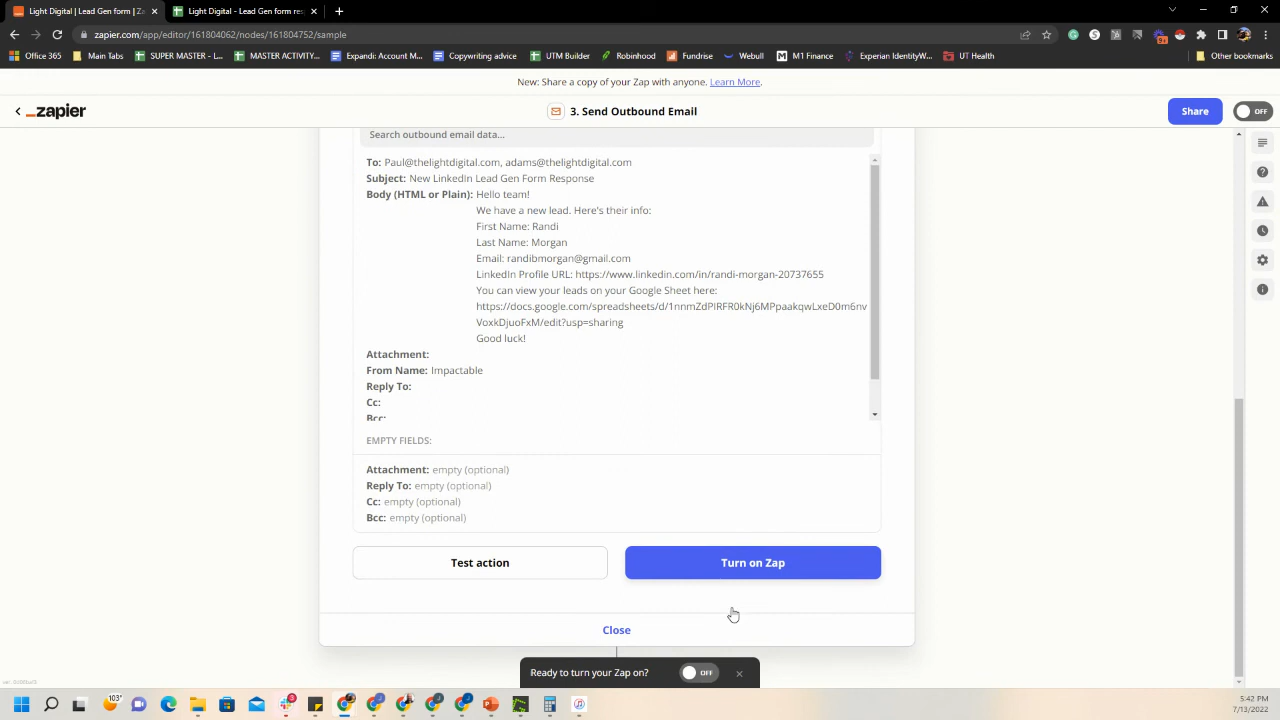 Light Digital | Lead Gen form | Za
Light Digital - Lead Gen form res
zapier.com/app/editor/161804062/nodes/161804752/sample
Office 365
Main Tabs
SUPER MASTER - L...
MASTER ACTIVITY...
Expandi: Account M...
UTM Builder
Robinhood
Fundrise
Webull
M1 Finance
Experian IdentityW...
UT Health
Other bookmarks
New: Share a copy of your Zap with anyone. Learn More.
zapier
3. Send Outbound Email
Share
OFF
Search outbound email data...
To: Paul@thelightdigital.com, adams@thelightdigital.com
Subject: New LinkedIn Lead Gen Form Response
Body (HTML or Plain): Hello team!
We have a new lead. Here's their info:
First Name: Randi
Last Name: Morgan
Email: randibmorgan@gmail.com
LinkedIn Profile URL: https://www.linkedin.com/in/randi-morgan-20737655
You can view your leads on your Google Sheet here:
https://docs.google.com/spreadsheets/d/1nnmZdPIRFR0kNj6MPpaakqwLxeD0m6nv
VoxkDjuoFxM/edit?usp=sharing
Good luck!
Attachment:
From Name: Impactable
Reply To:
Cc:
Bcc:
EMPTY FIELDS:
Attachment: empty (optional)
Reply To: empty (optional)
Cc: empty (optional)
Bcc: empty (optional)
Test action
Turn on Zap
Close
Ready to turn your Zap on?
OFF
103°
5:42 PM
7/13/2022